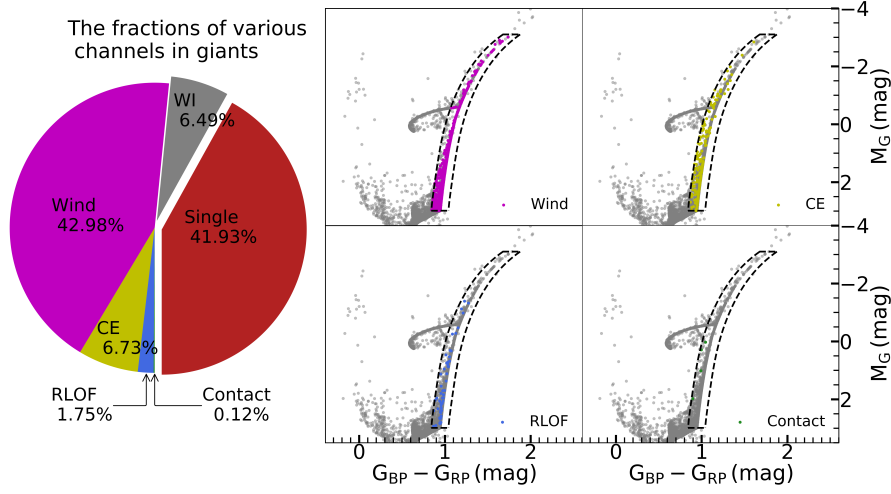 The fractions of various
channels in giants
WI
6.49%
Wind
42.98%
Single
41.93%
CE
6.73%
RLOF
1.75%
Contact
0.12%
Wind
CE
−4
−2
0
2
−4
M_G (mag)
RLOF
Contact
−2
0
2
M_G (mag)
0 1 2
0 1 2
G_BP − G_RP (mag)
G_BP − G_RP (mag)